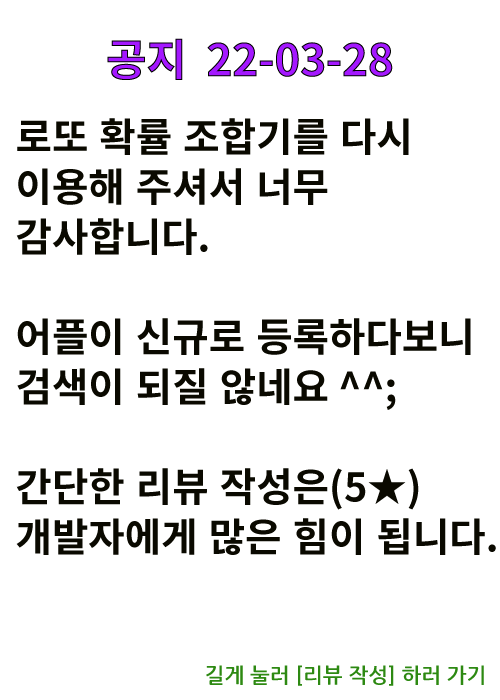 공지 22-03-28
로또 확률 조합기를 다시
이용해 주셔서 너무
감사합니다.
어플이 신규로 등록하다보니
검색이 되질 않네요 ^^;
간단한 리뷰 작성은(5★)
개발자에게 많은 힘이 됩니다.
길게 눌러 [리뷰 작성] 하러 가기